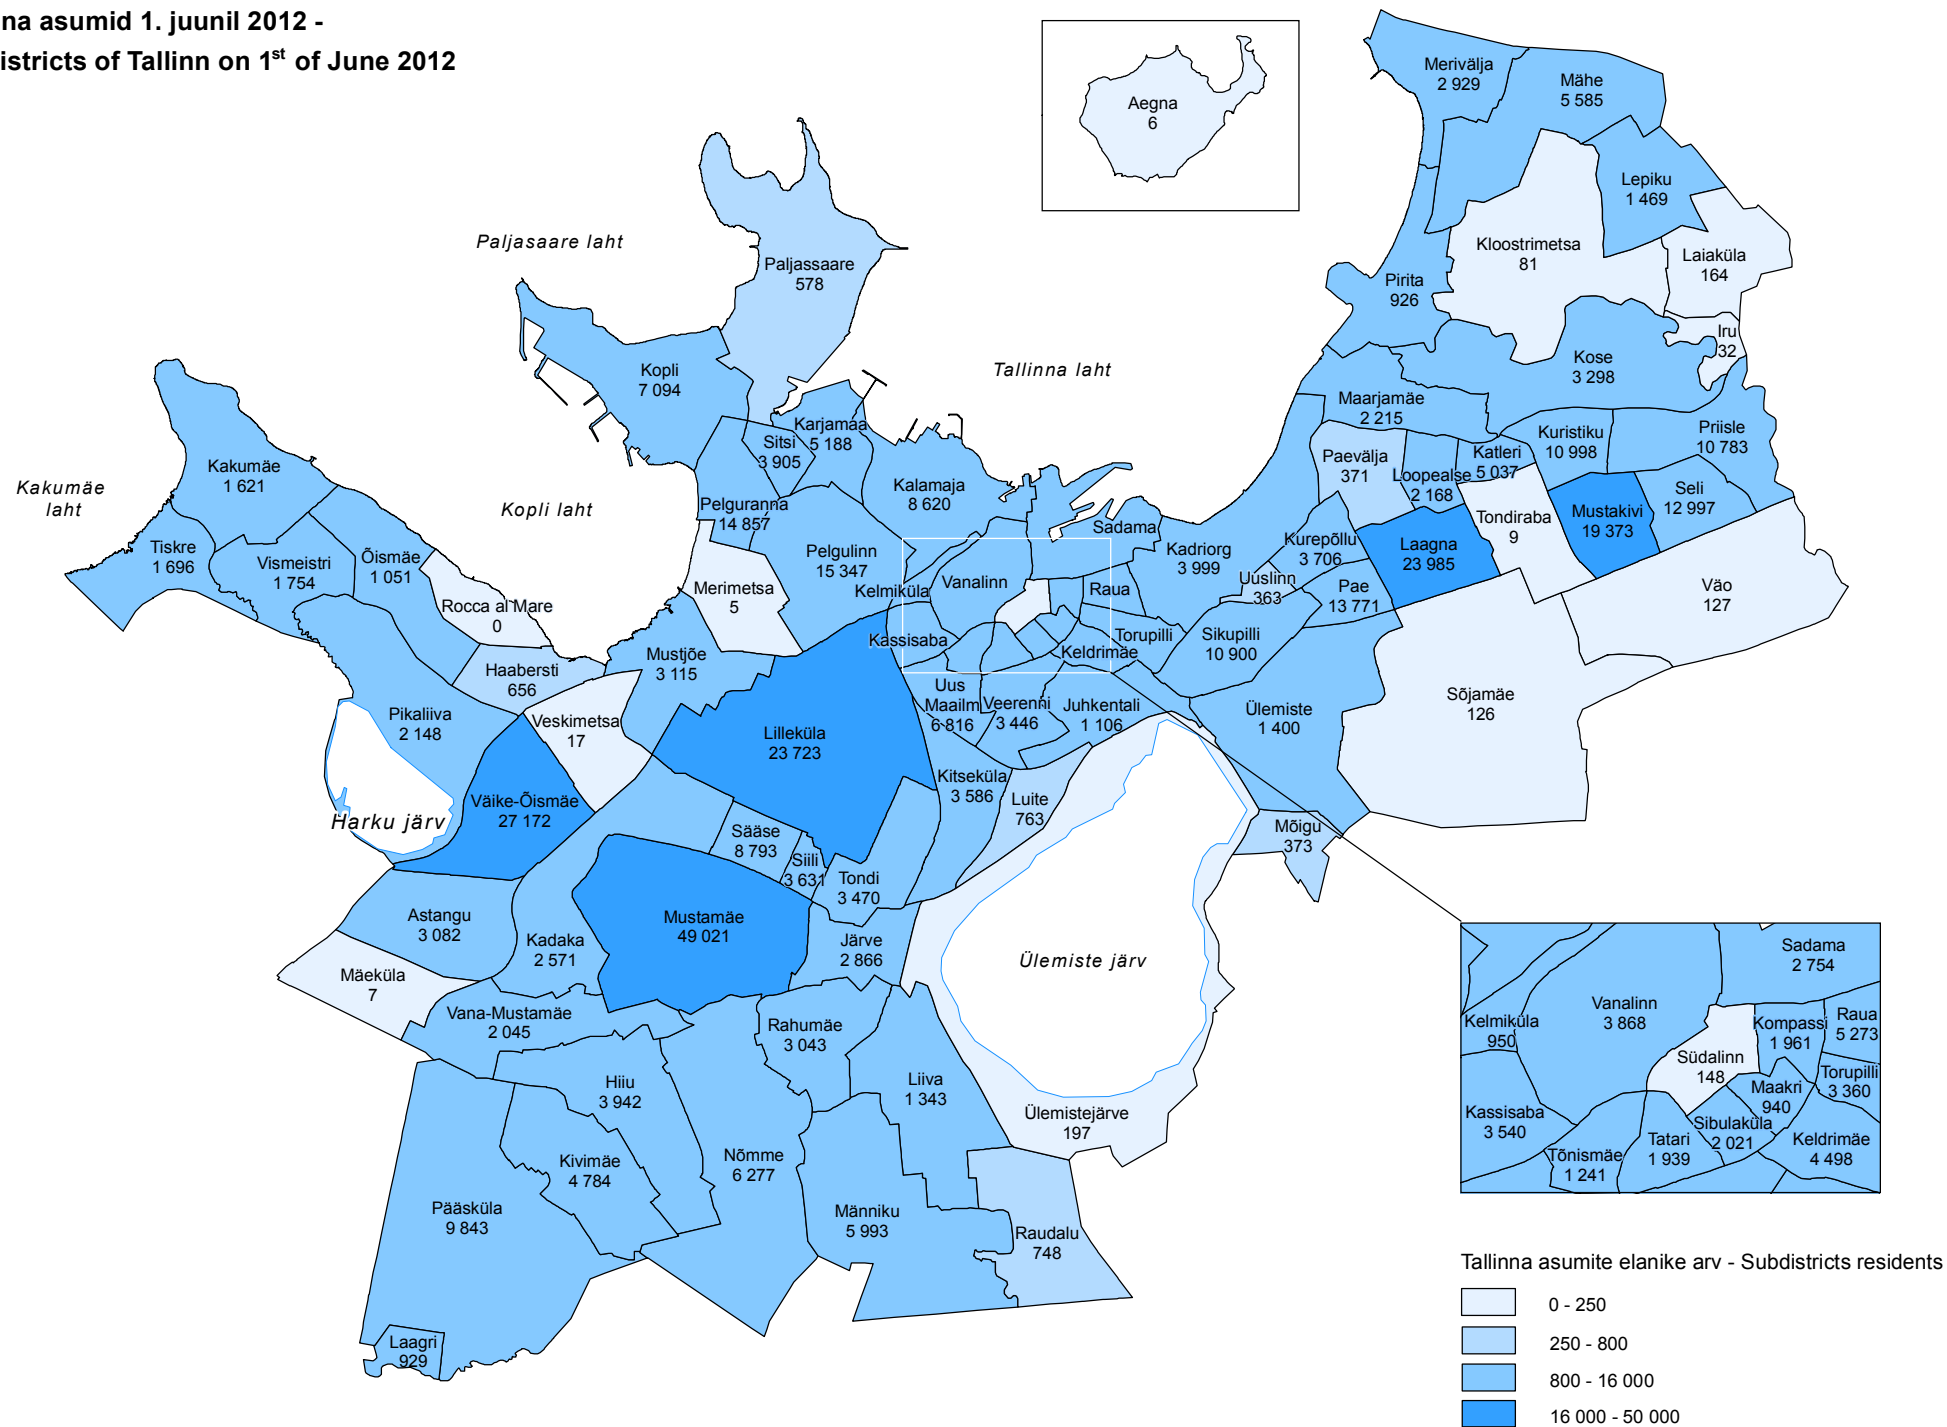 na asumid 1. juunil 2012 -
istricts of Tallinn on 1st of June 2012
Aegna
6
Merivälja
2 929
Mähe
5 585
Lepiku
1 469
Kloostrimetsa
81
Laiaküla
164
Pirita
926
Iru
32
Kose
3 298
Paljasaare laht
Paljassaare
578
Kopli
7 094
Tallinna laht
Maarjamäe
2 215
Kuristiku
10 998
Priisle
10 783
Karjamaa
5 188
Sitsi
3 905
Kakumäe
1 621
Kakumäe
laht
Kopli laht
Kalamaja
8 620
Paevälja
371
Loopealse
2 168
Katleri
5 037
Seli
12 997
Mustakivi
19 373
Tondiraba
9
Pelguranna
14 857
Sadama
Tiskre
1 696
Vismeistri
1 754
Õismäe
1 051
Pelgulinn
15 347
Kadriorg
3 999
Kurepõllu
3 706
Laagna
23 985
Uuslinn
363
Pae
13 771
Merimetsa
5
Kelmiküla
Vanalinn
Raua
Väo
127
Rocca al Mare
0
Kassisaba
Torupilli
Keldrimäe
Sikupilli
10 900
Haabersti
656
Mustjõe
3 115
Sõjamäe
126
Uus
Maailm
6 816
Veerenni
3 446
Juhkentali
1 106
Ülemiste
1 400
Pikaliiva
2 148
Veskimetsa
17
Lilleküla
23 723
Kitseküla
3 586
Luite
763
Väike-Õismäe
27 172
Harku järv
Mõigu
373
Sääse
8 793
Siili
3 631
Tondi
3 470
Astangu
3 082
Mustamäe
49 021
Kadaka
2 571
Järve
2 866
Ülemiste järv
Mäeküla
7
Vana-Mustamäe
2 045
Rahumäe
3 043
Hiiu
3 942
Liiva
1 343
Ülemistejärve
197
Kivimäe
4 784
Nõmme
6 277
Pääsküla
9 843
Männiku
5 993
Raudalu
748
Laagri
929
Sadama
2 754
Vanalinn
3 868
Kelmiküla
950
Kompassi
1 961
Raua
5 273
Südalinn
148
Torupilli
3 360
Maakri
940
Kassisaba
3 540
Sibulaküla
2 021
Tatari
1 939
Keldrimäe
4 498
Tõnismäe
1 241
Tallinna asumite elanike arv - Subdistricts residents
0 - 250
250 - 800
800 - 16 000
16 000 - 50 000